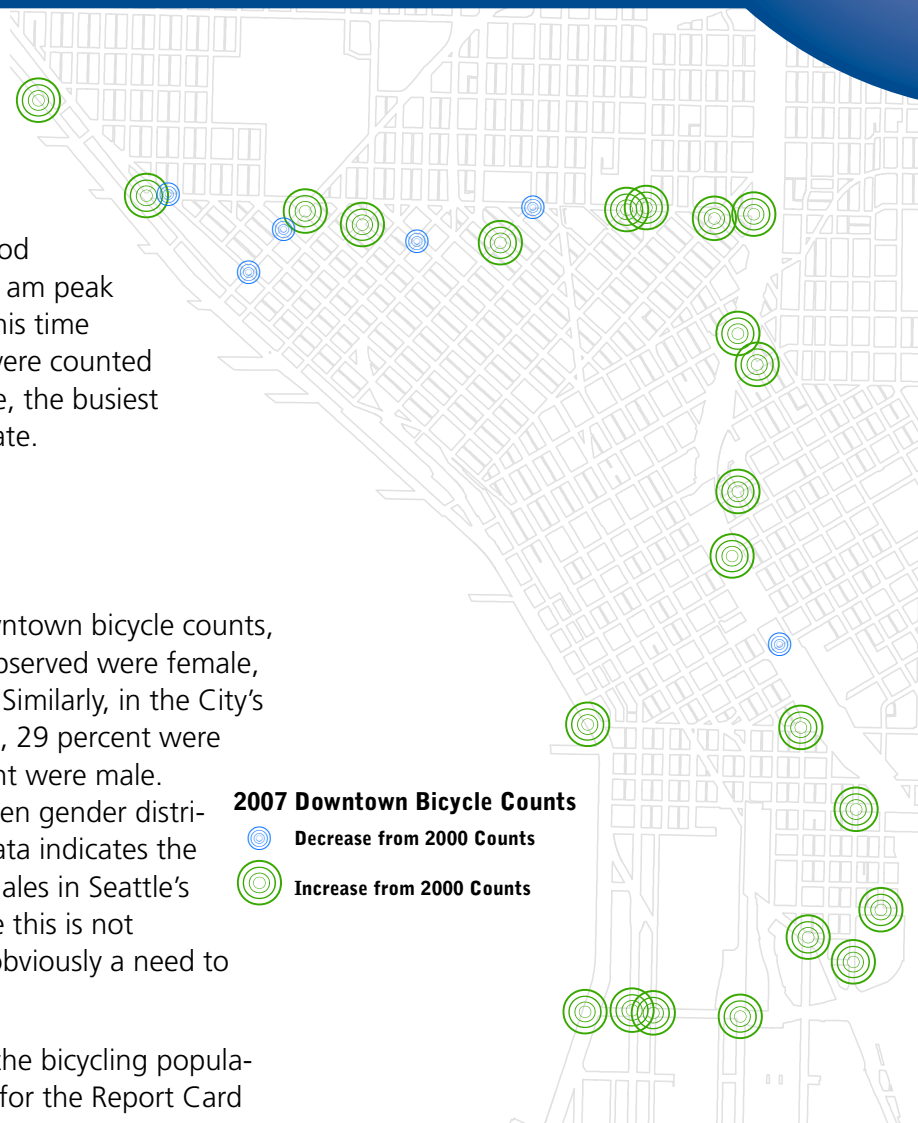 od
am peak
his time
were counted
e, the busiest
ate.
wntown bicycle counts,
bserved were female,
Similarly, in the City’s
, 29 percent were
nt were male.
en gender distri-
ata indicates the
ales in Seattle’s
e this is not
obviously a need to
the bicycling popula-
for the Report Card
2007 Downtown Bicycle Counts
Decrease from 2000 Counts
Increase from 2000 Counts